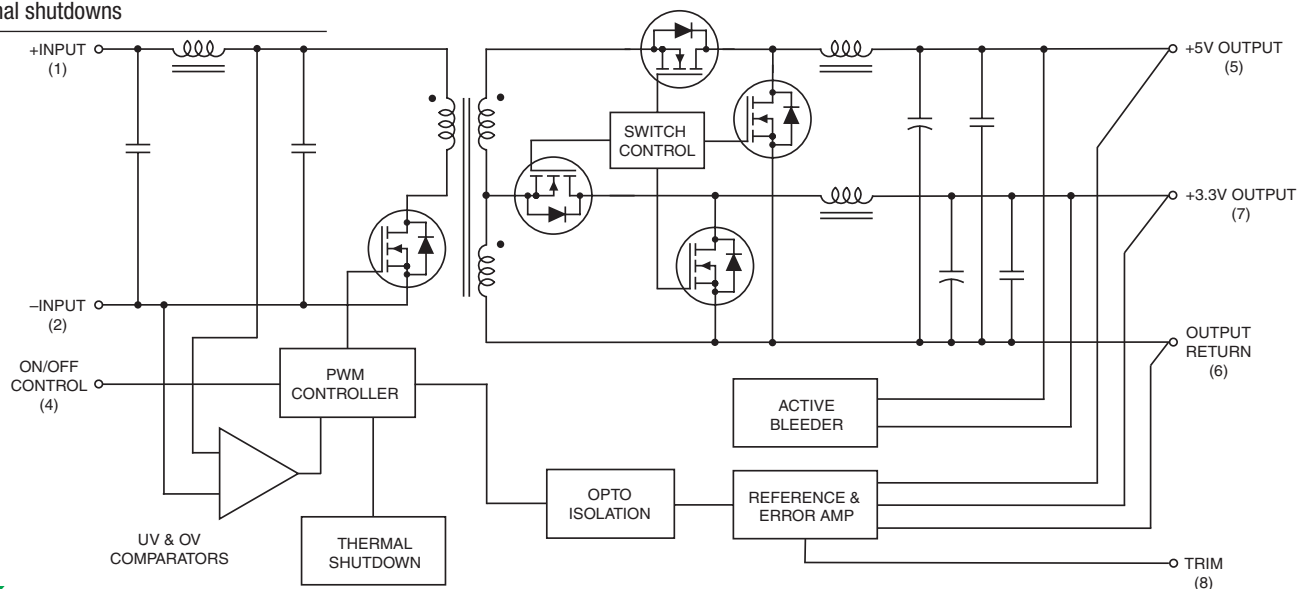 nal shutdowns
+INPUT
(1)
+5V OUTPUT
(5)
SWITCH
CONTROL
+3.3V OUTPUT
(7)
–INPUT
(2)
OUTPUT
RETURN
(6)
ON/OFF
CONTROL
(4)
PWM
CONTROLLER
ACTIVE
BLEEDER
OPTO
ISOLATION
REFERENCE &
ERROR AMP
UV & OV
COMPARATORS
THERMAL
SHUTDOWN
TRIM
(8)